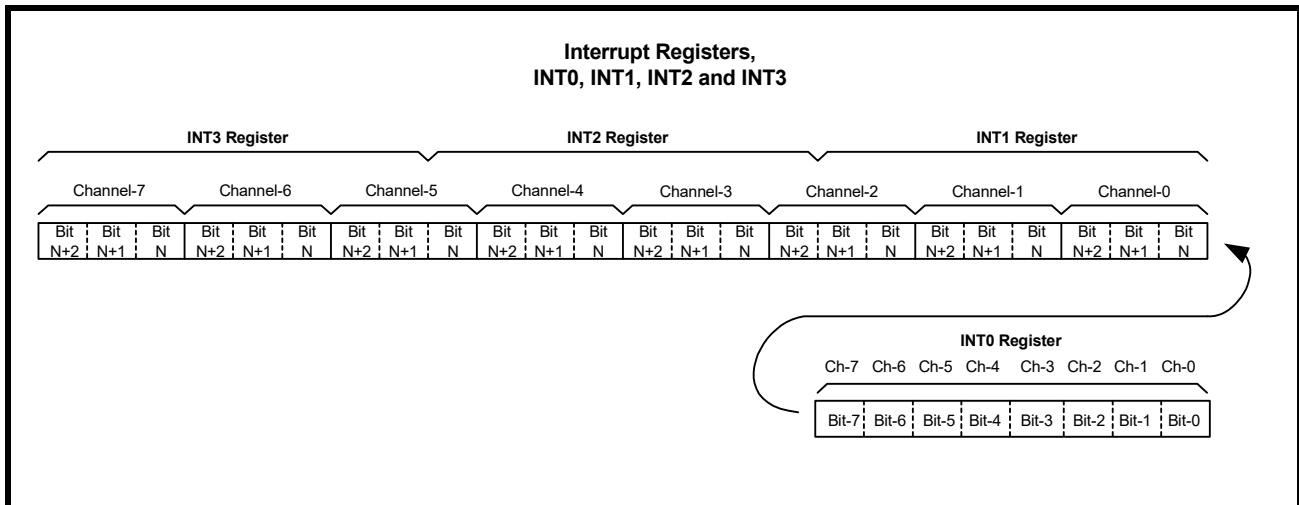 Interrupt Registers,
INT0, INT1, INT2 and INT3
INT3 Register INT2 Register INT1 Register
Channel-7 Channel-6 Channel-5 Channel-4 Channel-3 Channel-2 Channel-1 Channel-0
Bit Bit Bit Bit Bit Bit Bit Bit Bit Bit Bit Bit Bit Bit Bit Bit Bit Bit Bit Bit Bit Bit Bit Bit
N+2 N+1 N N+2 N+1 N N+2 N+1 N N+2 N+1 N N+2 N+1 N N+2 N+1 N N+2 N+1 N N+2 N+1 N
INT0 Register
Ch-7 Ch-6 Ch-5 Ch-4 Ch-3 Ch-2 Ch-1 Ch-0
Bit-7 Bit-6 Bit-5 Bit-4 Bit-3 Bit-2 Bit-1 Bit-0